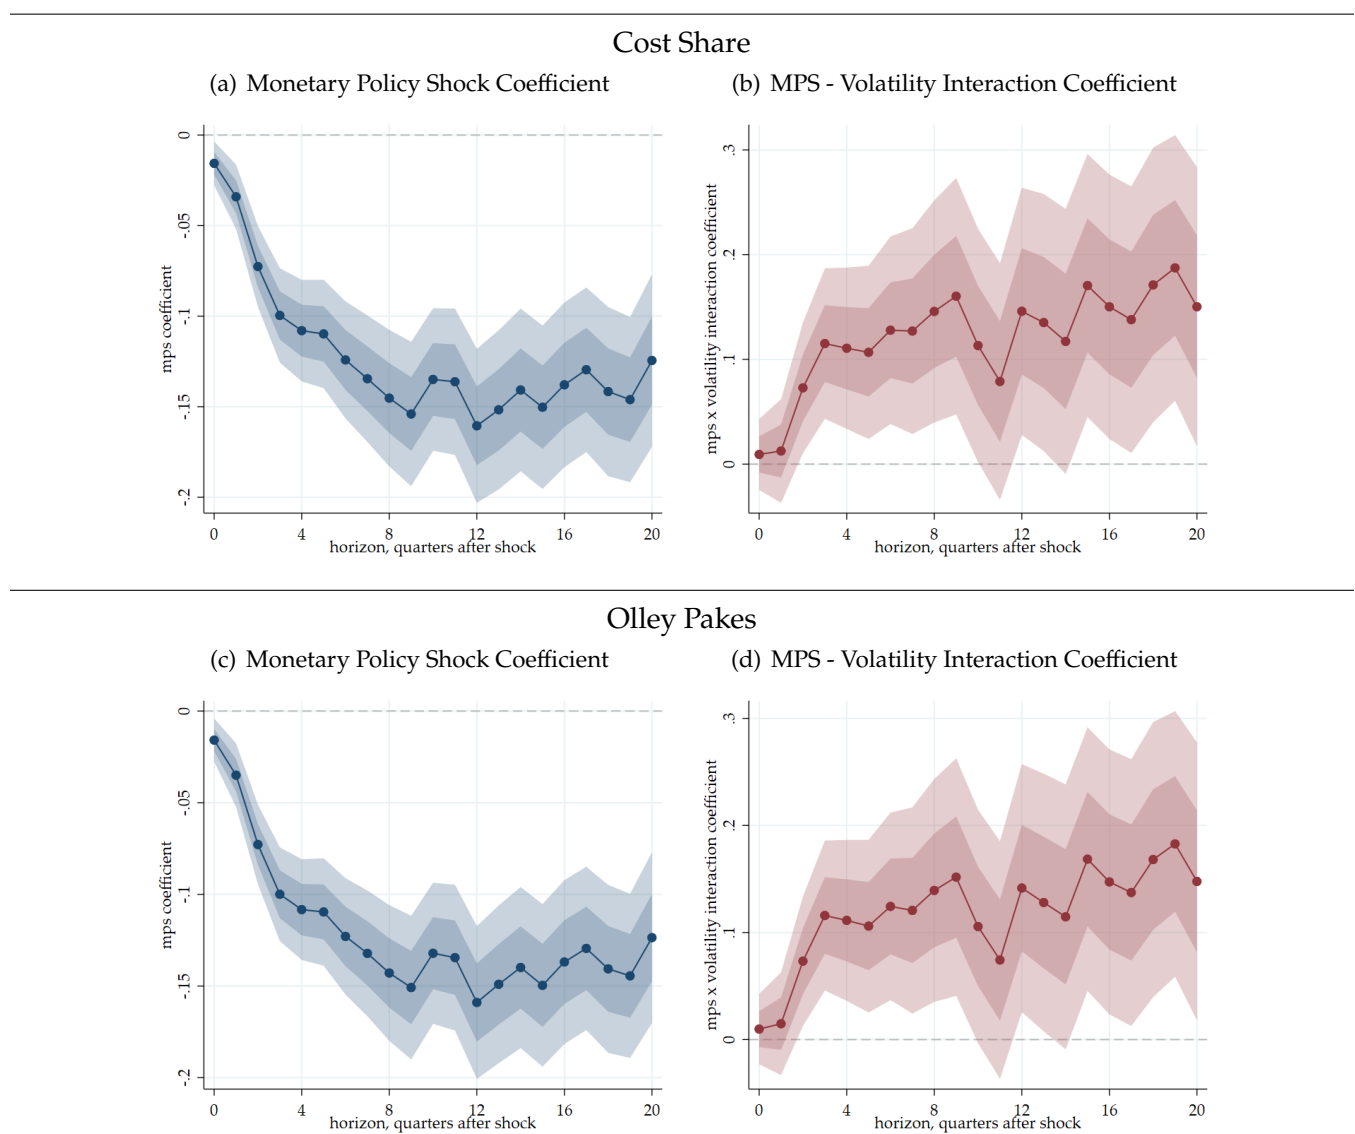 Cost Share
(a) Monetary Policy Shock Coefficient
(b) MPS - Volatility Interaction Coefficient
mps coefficient
0
-.05
-.1
-.15
-.2
0 4 8 12 16 20
horizon, quarters after shock
mps x volatility interaction coefficient
.3
.2
.1
0
0 4 8 12 16 20
horizon, quarters after shock
Olley Pakes
(c) Monetary Policy Shock Coefficient
(d) MPS - Volatility Interaction Coefficient
mps coefficient
0
-.05
-.1
-.15
-.2
0 4 8 12 16 20
horizon, quarters after shock
mps x volatility interaction coefficient
.3
.2
.1
0
0 4 8 12 16 20
horizon, quarters after shock